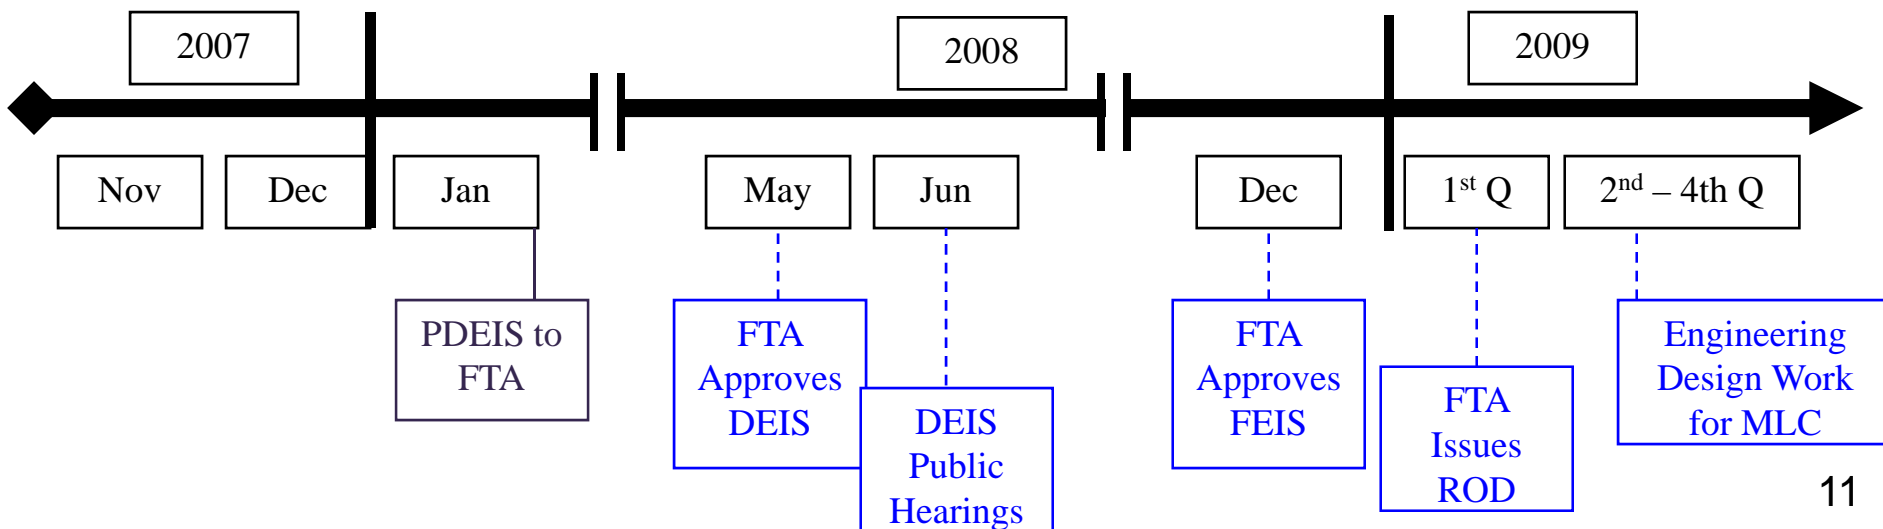 2007
2008
2009
Nov
Dec
Jan
May
Jun
Dec
1st Q
2nd – 4th Q
PDEIS to
FTA
FTA
Approves
DEIS
DEIS
Public
Hearings
FTA
Approves
FEIS
FTA
Issues
ROD
Engineering
Design Work
for MLC
11